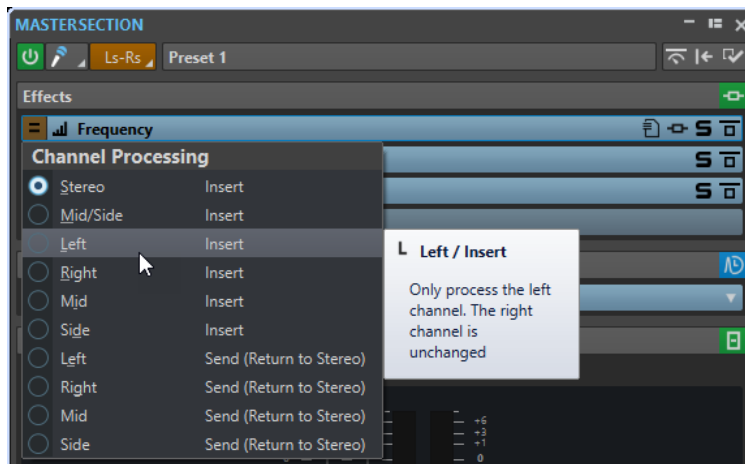 MASTERSECTION
Ls-Rs Preset 1
Effects
Frequency S
Channel Processing
S
Stereo Insert
S
Mid/Side Insert
Left Insert
Right Insert
Mid Insert
Side Insert
Left Send (Return to Stereo)
Right Send (Return to Stereo)
Mid Send (Return to Stereo)
Side Send (Return to Stereo)
L Left / Insert
Only process the left
channel. The right
channel is
unchanged
+6
+3
+1
0